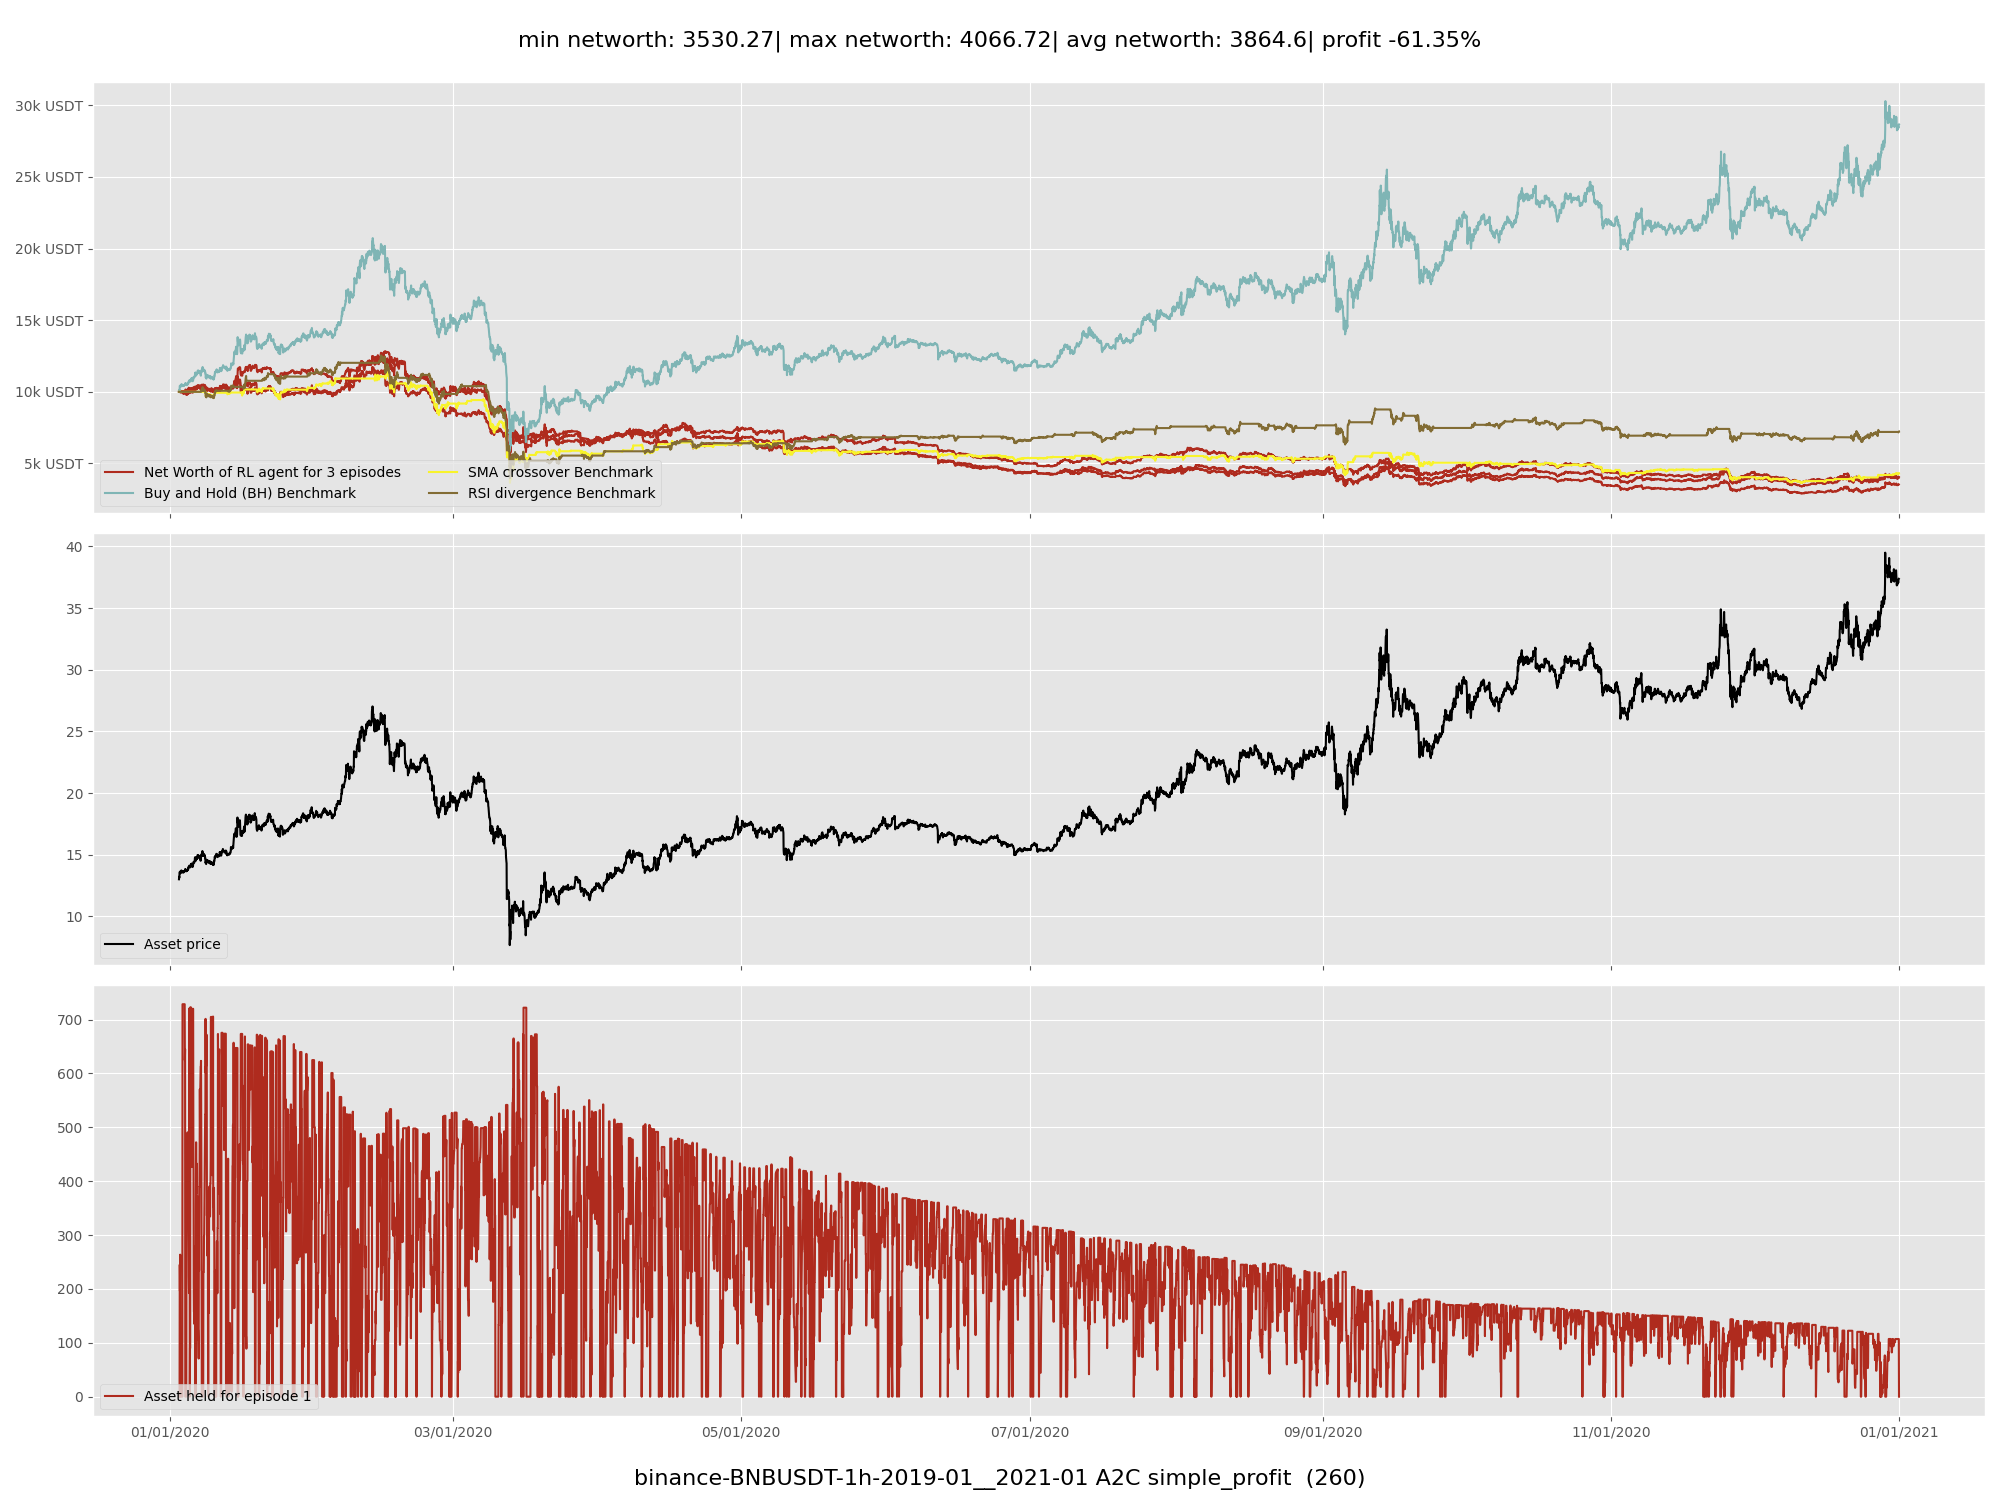 min networth: 3530.27| max networth: 4066.72| avg networth: 3864.6| profit -61.35%
30k USDT
25k USDT
20k USDT
15k USDT
10k USDT
5k USDT
Net Worth of RL agent for 3 episodes
Buy and Hold (BH) Benchmark
SMA crossover Benchmark
RSI divergence Benchmark
40
35
30
25
20
15
10
Asset price
700
600
500
400
300
200
100
0
Asset held for episode 1
01/01/2020 03/01/2020 05/01/2020 07/01/2020 09/01/2020 11/01/2020 01/01/2021
binance-BNBUSDT-1h-2019-01__2021-01 A2C simple_profit (260)